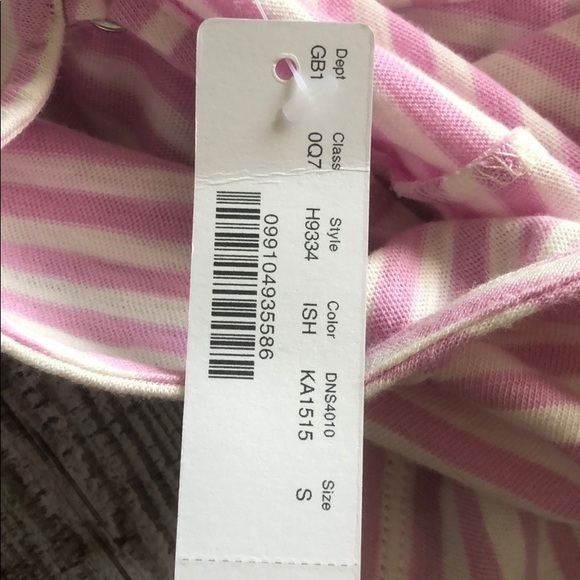 Dept Class Style Color DNS4010 Size
GB1 0Q7 H9334 ISH KA1515 S
099104935586